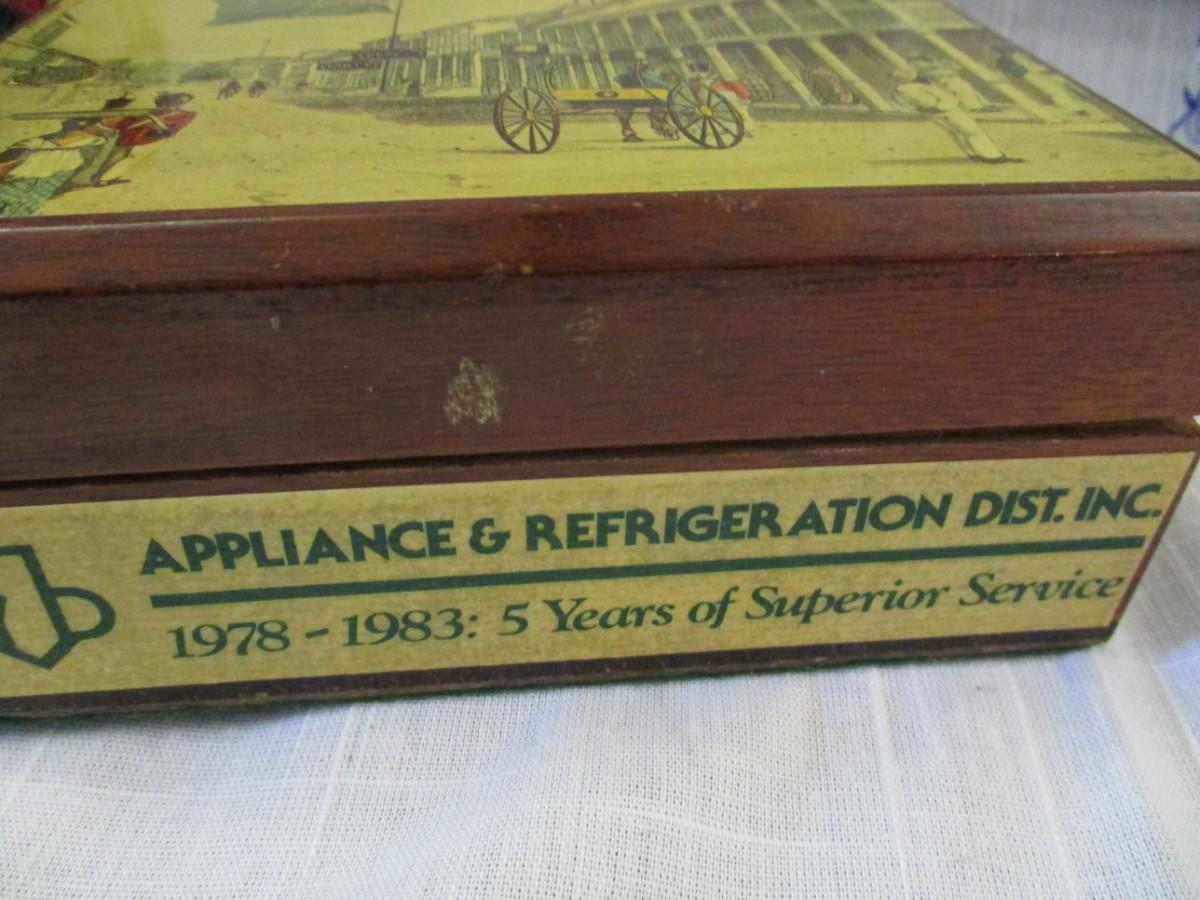 APPLIANCE & REFRIGERATION DIST. INC.
1978 - 1983: 5 Years of Superior Service